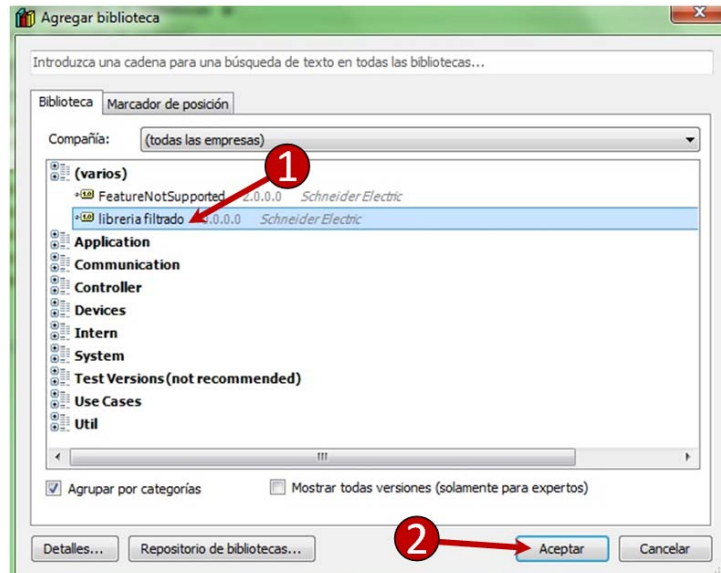 Agregar biblioteca
Introduzca una cadena para una búsqueda de texto en todas las bibliotecas...
Biblioteca Marcador de posición
Compañía: (todas las empresas)
1
(varios)
FeatureNotSupported 2.0.0.0 Schneider Electric
libreria filtrado .0.0.0 Schneider Electric
Application
Communication
Controller
Devices
Intern
System
Test Versions (not recommended)
Use Cases
Util
Agrupar por categorías Mostrar todas versiones (solamente para expertos)
2
Detalles... Repositorio de bibliotecas... Aceptar Cancelar